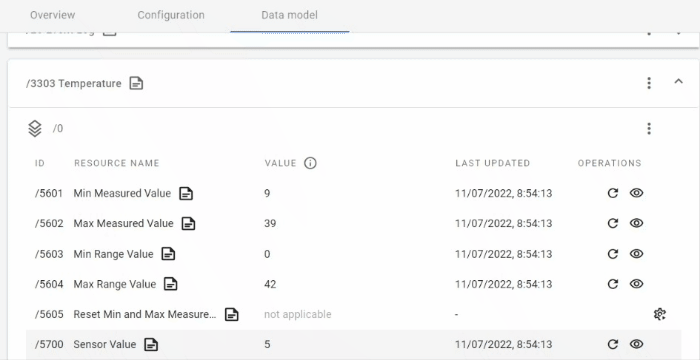 Overview Configuration Data model
/3303 Temperature
/0
ID RESOURCE NAME VALUE LAST UPDATED OPERATIONS
/5601 Min Measured Value 9 11/07/2022, 8:54:13
/5602 Max Measured Value 39 11/07/2022, 8:54:13
/5603 Min Range Value 0 11/07/2022, 8:54:13
/5604 Max Range Value 42 11/07/2022, 8:54:13
/5605 Reset Min and Max Measure... not applicable -
/5700 Sensor Value 5 11/07/2022, 8:54:13